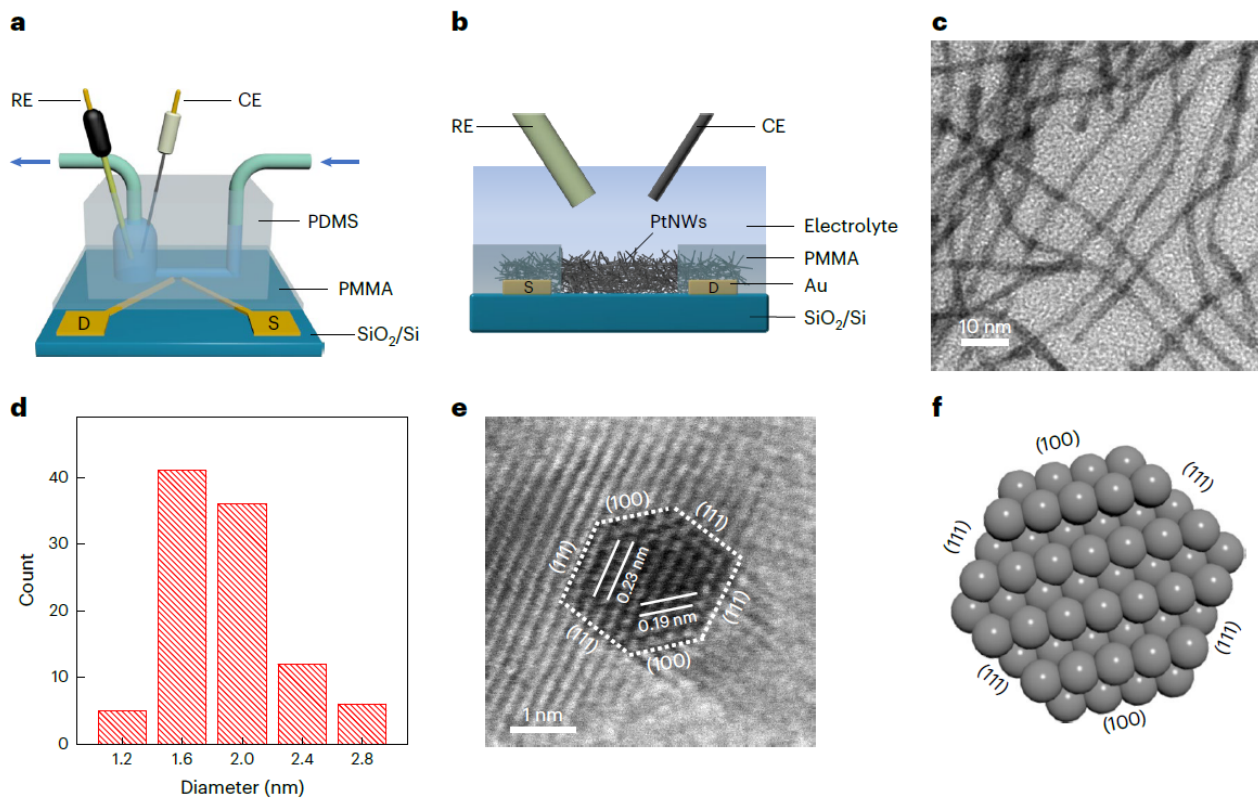 a
RE
CE
PDMS
PMMA
D
S
SiO₂/Si
b
RE
CE
PtNWs
Electrolyte
PMMA
Au
S
D
SiO₂/Si
c
10 nm
d
Count
40
30
20
10
0
1.2 1.6 2.0 2.4 2.8
Diameter (nm)
e
(100)
(111)
(111)
0.23 nm
0.19 nm
(111)
(111)
(100)
1 nm
f
(100)
(111)
(111)
(111)
(111)
(100)